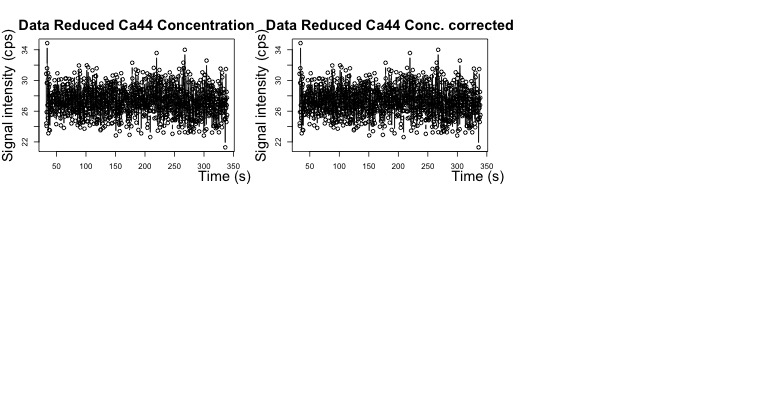 Data Reduced Ca44 Concentration
Signal intensity (cps)
34
30
26
22
50 100 150 200 250 300 350
Time (s)
Data Reduced Ca44 Conc. corrected
Signal intensity (cps)
34
30
26
22
50 100 150 200 250 300 350
Time (s)